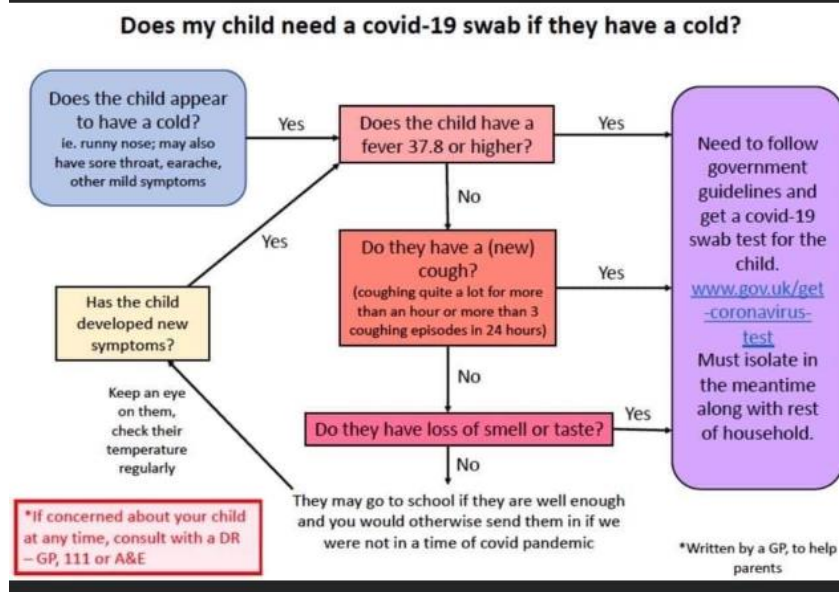 Does my child need a covid-19 swab if they have a cold?
Does the child appear
to have a cold?
ie. runny nose; may also
have sore throat, earache,
other mild symptoms
Yes
Does the child have a
fever 37.8 or higher?
Yes
Need to follow
government
guidelines and
get a covid-19
swab test for the
child.
www.gov.uk/get
-coronavirus-
test
Must isolate in
the meantime
along with rest
of household.
No
Do they have a (new)
cough?
(coughing quite a lot for more
than an hour or more than 3
coughing episodes in 24 hours)
Yes
No
Do they have loss of smell or taste?
Yes
No
They may go to school if they are well enough
and you would otherwise send them in if we
were not in a time of covid pandemic
Keep an eye
on them,
check their
temperature
regularly
Has the child
developed new
symptoms?
Yes
*If concerned about your child
at any time, consult with a DR
– GP, 111 or A&E
*Written by a GP, to help
parents